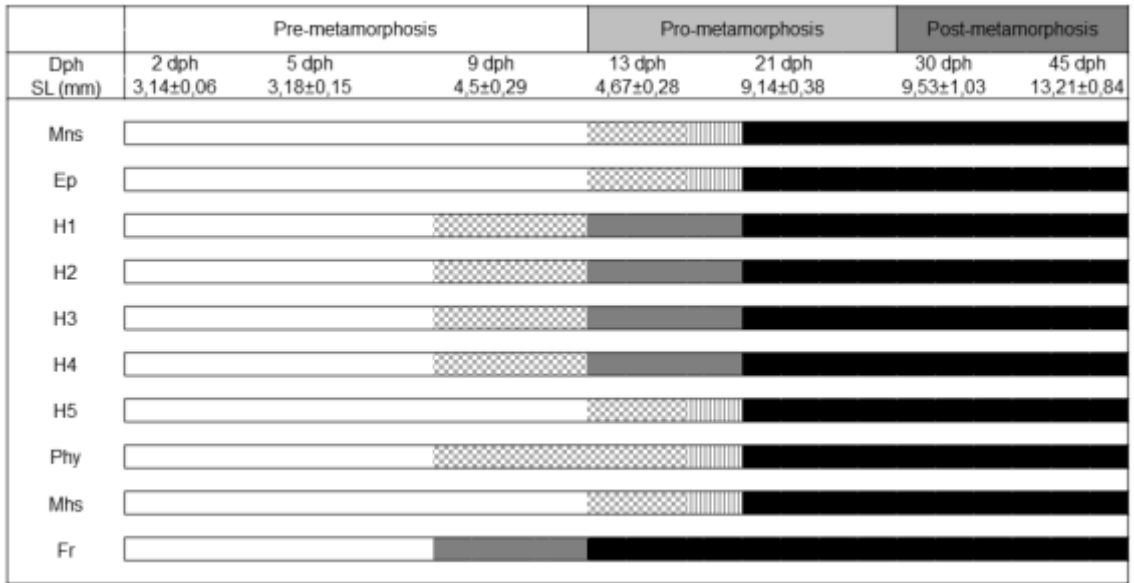 Pre-metamorphosis Pro-metamorphosis Post-metamorphosis
Dph 2 dph 5 dph 9 dph 13 dph 21 dph 30 dph 45 dph
SL (mm) 3,14±0,06 3,18±0,15 4,5±0,29 4,67±0,28 9,14±0,38 9,53±1,03 13,21±0,84
Mns
Ep
H1
H2
H3
H4
H5
Phy
Mhs
Fr